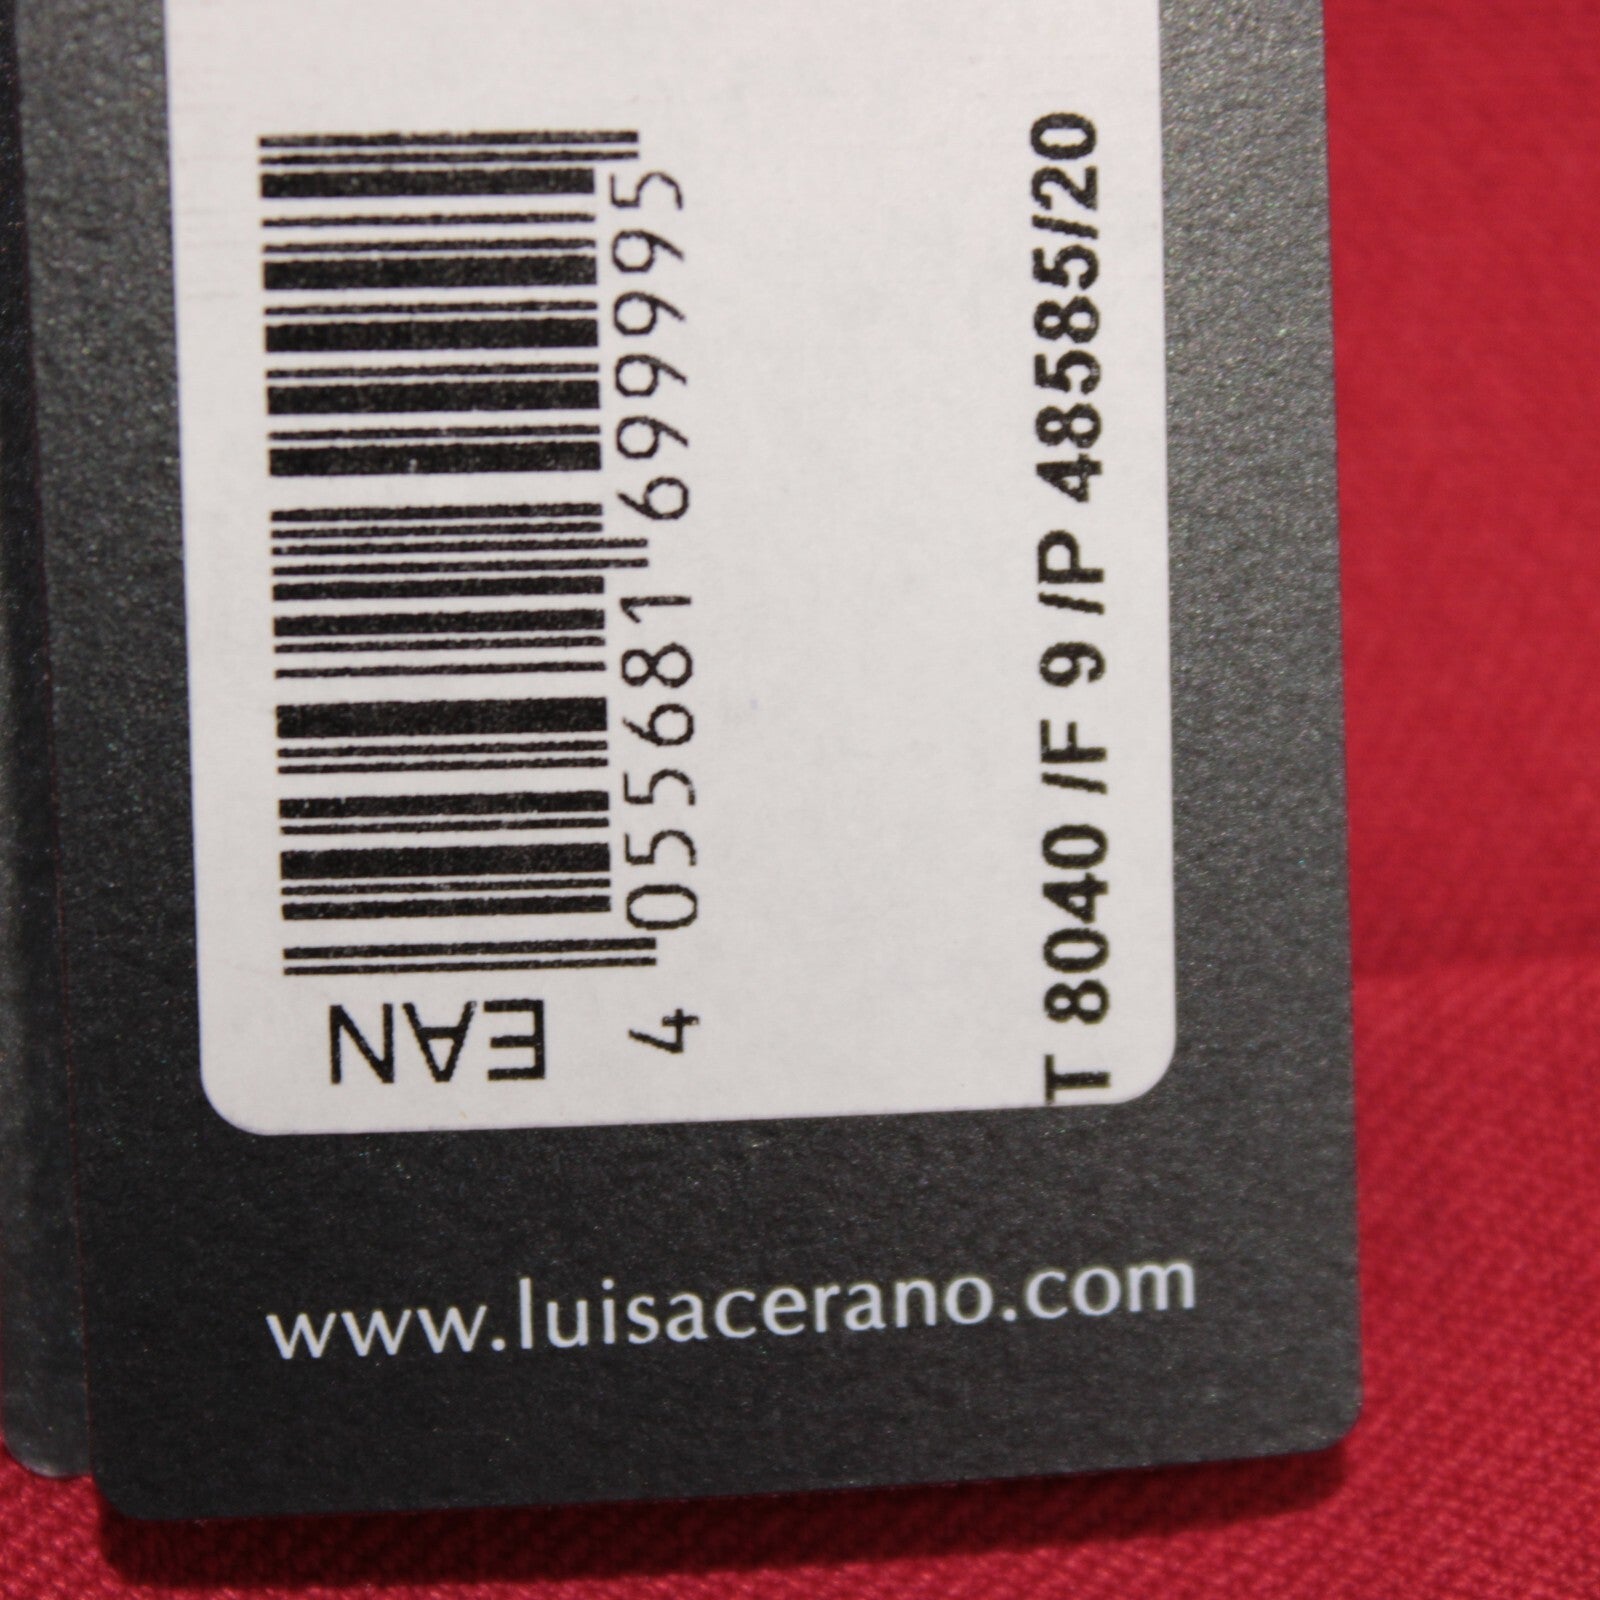 EAN
4 055681 699995
T 8040 /F 9 /P 48585/20
www.luisacerano.com